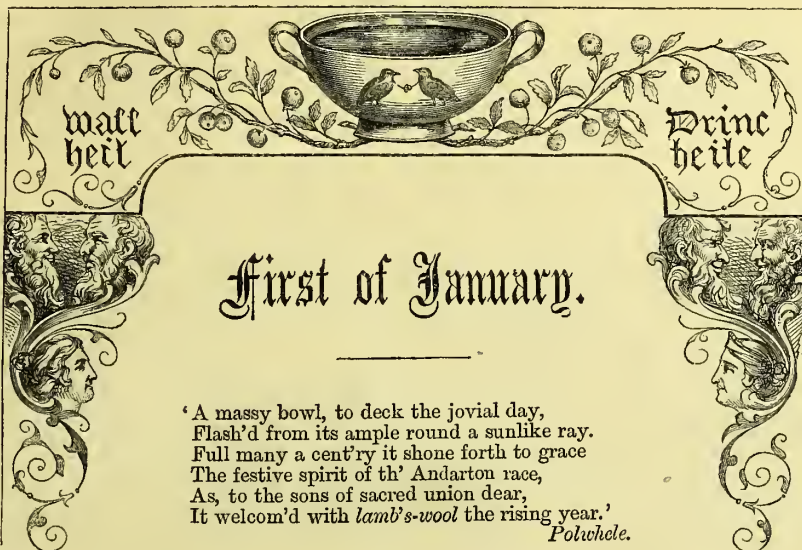 wass
heil
Drinc
heile
First of January.
‘A massy bowl, to deck the jovial day,
Flash'd from its ample round a sunlike ray.
Full many a cent'ry it shone forth to grace
The festive spirit of th' Andarton race,
As, to the sons of sacred union dear,
It welcom'd with lamb's-wool the rising year.’
Polwhele.